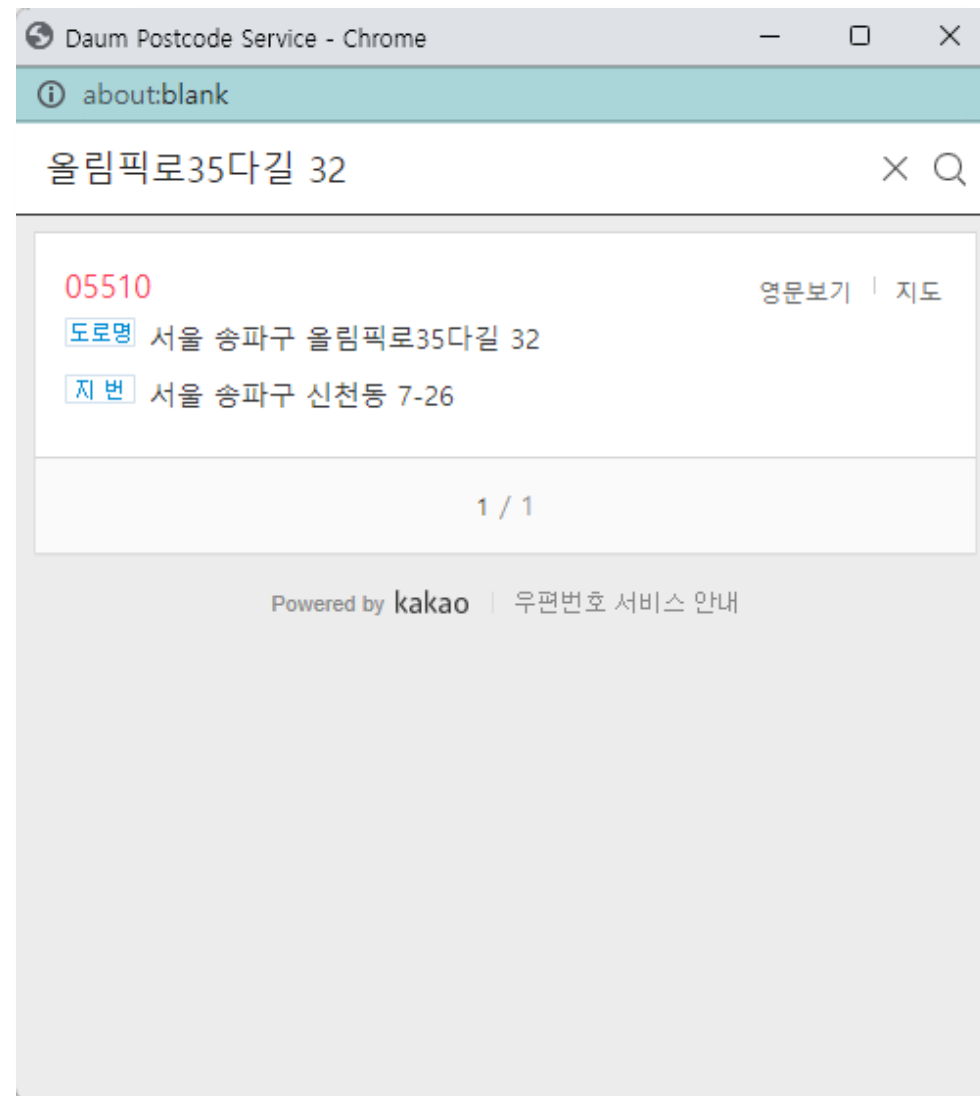 Daum Postcode Service - Chrome
about:blank
올림픽로35다길 32
05510
영문보기 지도
도로명 서울 송파구 올림픽로35다길 32
지번 서울 송파구 신천동 7-26
1 / 1
Powered by kakao 우편번호 서비스 안내